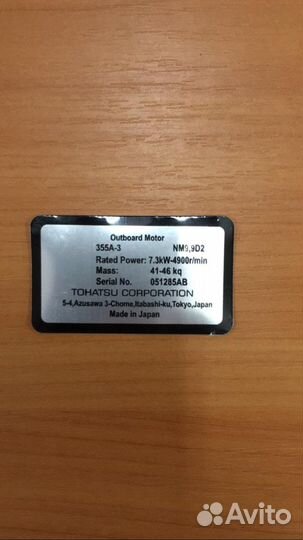 Outboard Motor
355A-3 NM9,9D2
Rated Power: 7.3kW-4900r/min
Mass: 41-46 kq
Serial No. 051285AB
TOHATSU CORPORATION
5-4,Azusawa 3-Chome,Itabashi-ku,Tokyo,Japan
Made in Japan
Avito